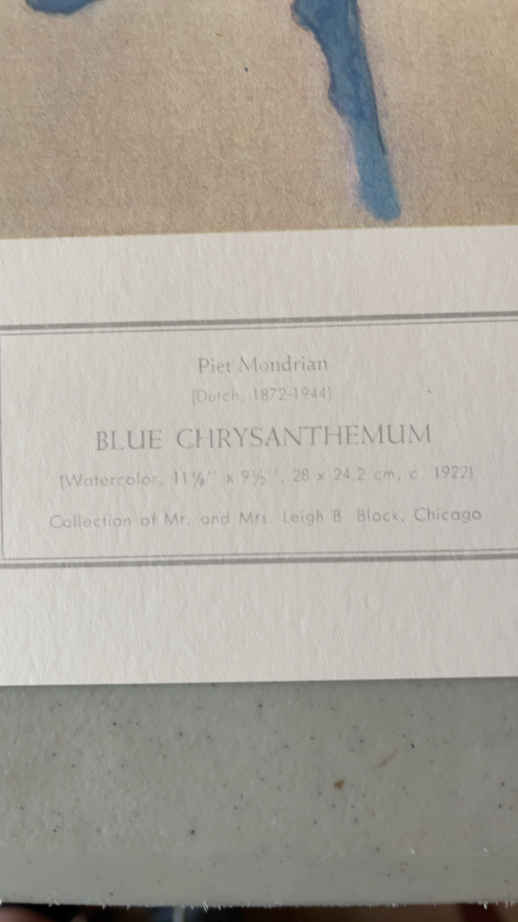 Piet Mondrian
(Dutch, 1872-1944)
BLUE CHRYSANTHEMUM
(Watercolor, 11⅛'' x 9½'', 28 x 24.2 cm, c. 1922)
Collection of Mr. and Mrs. Leigh B. Block, Chicago